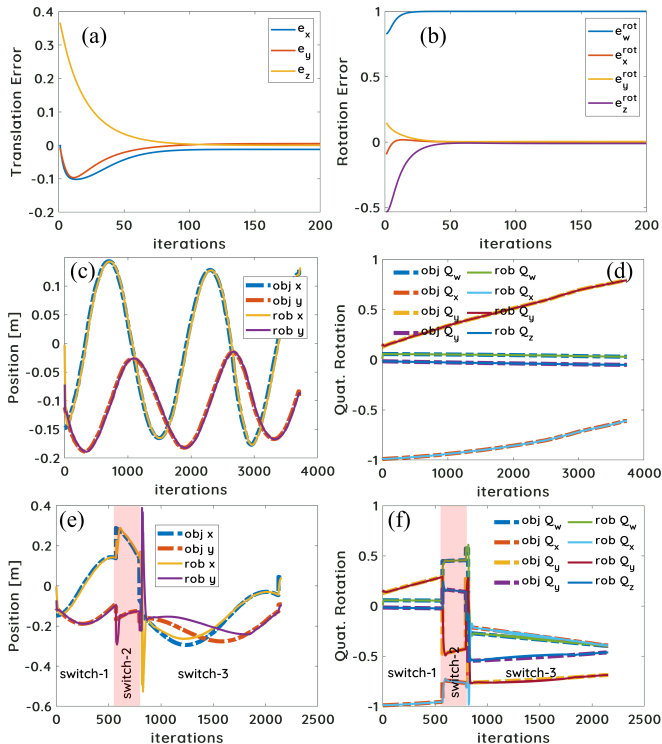 (a)
0.4
0.3
0.2
0.1
0
-0.1
-0.2
0
50
100
150
200
Translation Error
iterations
e_x
e_y
e_z
(b)
1
0.5
0
-0.5
0
50
100
150
200
Rotation Error
iterations
e_w^rot
e_x^rot
e_y^rot
e_z^rot
(c)
0.1
0.05
0
-0.05
-0.1
-0.15
-0.2
0
1000
2000
3000
4000
Position [m]
iterations
obj x
obj y
rob x
rob y
(d)
1
0.5
0
-0.5
-1
0
1000
2000
3000
4000
Quat. Rotation
iterations
obj Q_w
obj Q_x
obj Q_y
obj Q_y
rob Q_w
rob Q_x
rob Q_y
rob Q_z
(e)
0.4
0.2
0
-0.2
-0.4
-0.6
0
500
1000
1500
2000
2500
Position [m]
iterations
obj x
obj y
rob x
rob y
switch-1
switch-2
switch-3
(f)
1
0.5
0
-0.5
-1
0
500
1000
1500
2000
2500
Quat. Rotation
iterations
obj Q_w
obj Q_x
obj Q_y
obj Q_y
rob Q_w
rob Q_x
rob Q_y
rob Q_z
switch-1
switch-2
switch-3